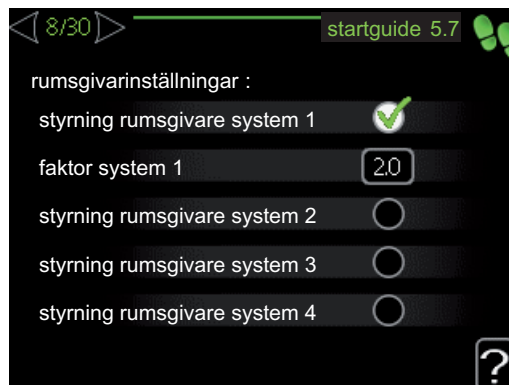 8/30 startguide 5.7
rumsgivarinställningar :
styrning rumsgivare system 1
faktor system 1 2.0
styrning rumsgivare system 2
styrning rumsgivare system 3
styrning rumsgivare system 4
?